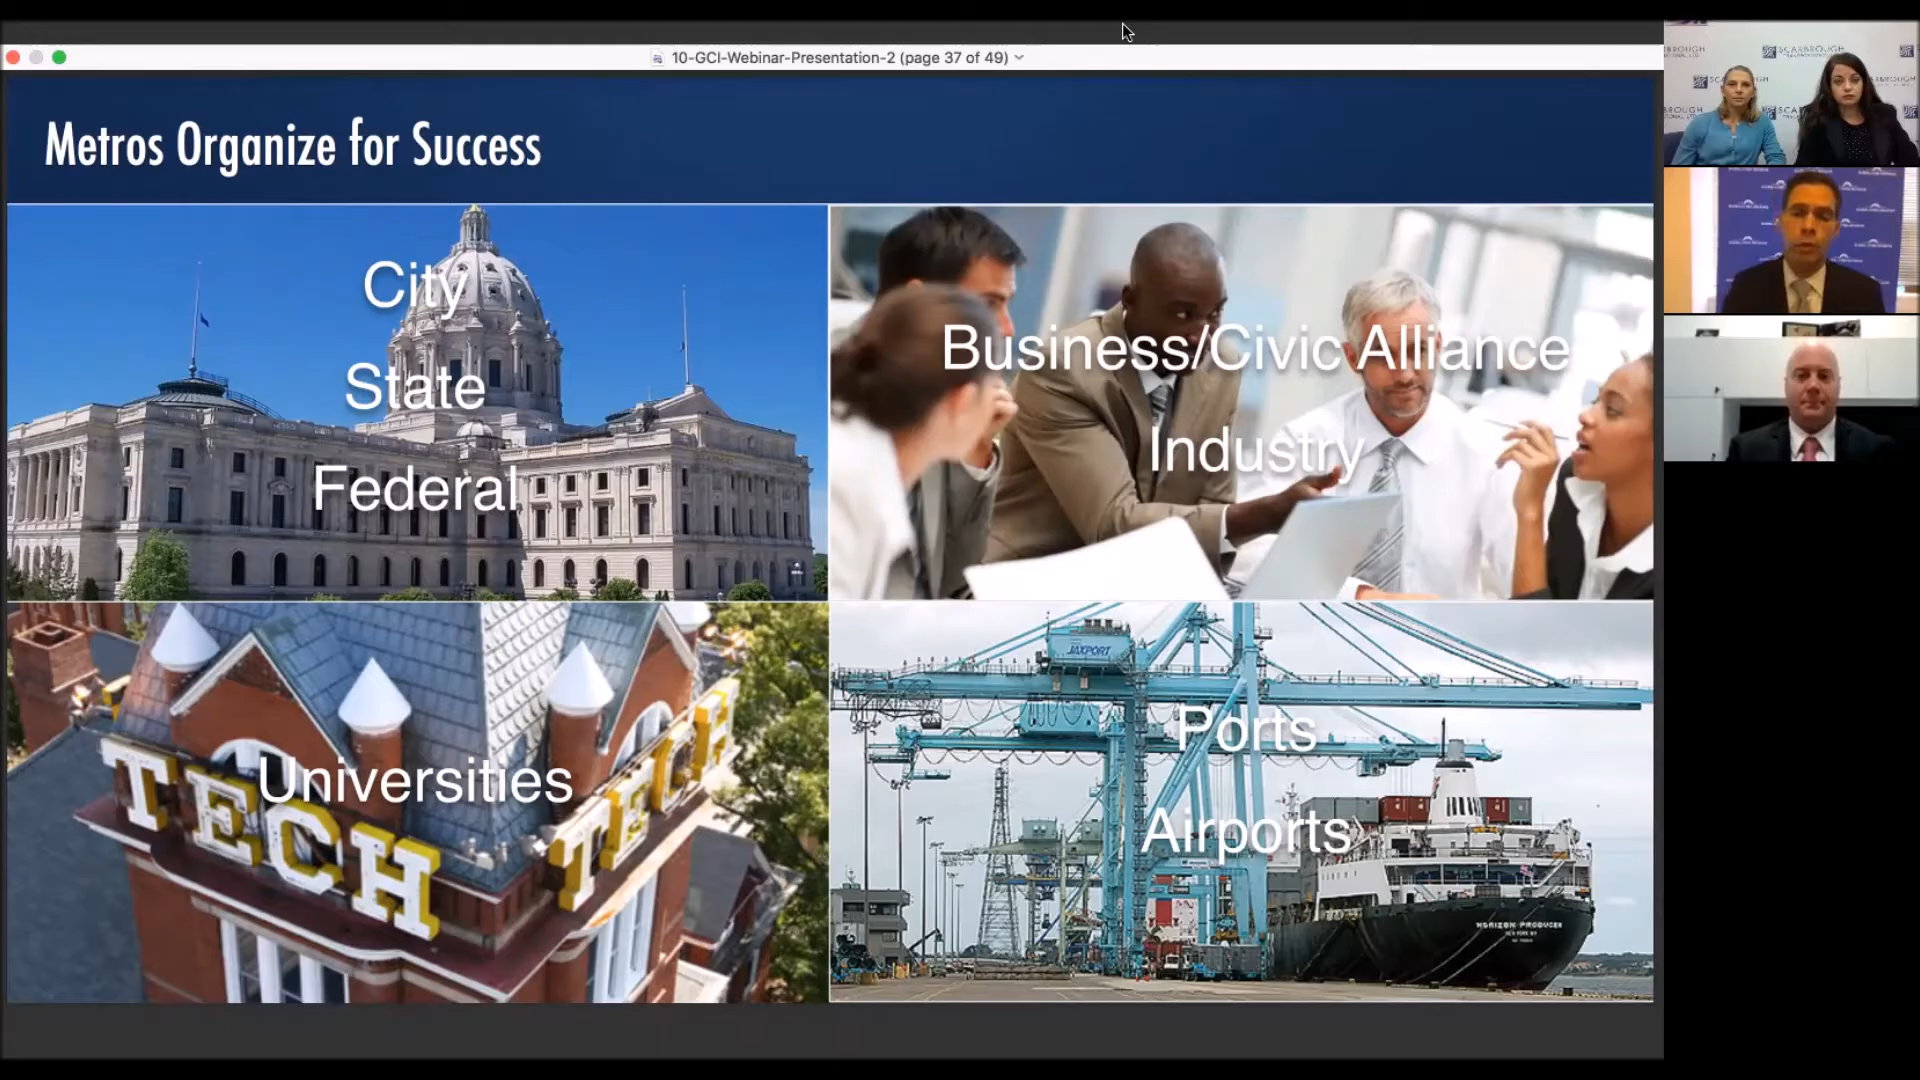 10-GCI-Webinar-Presentation-2 (page 37 of 49)
Metros Organize for Success
City
State
Federal
Business/Civic Alliance
Industry
TECH
TECH
Universities
JAXPORT
Ports
Airports
HORIZON PRODUCER
SCARBROUGH